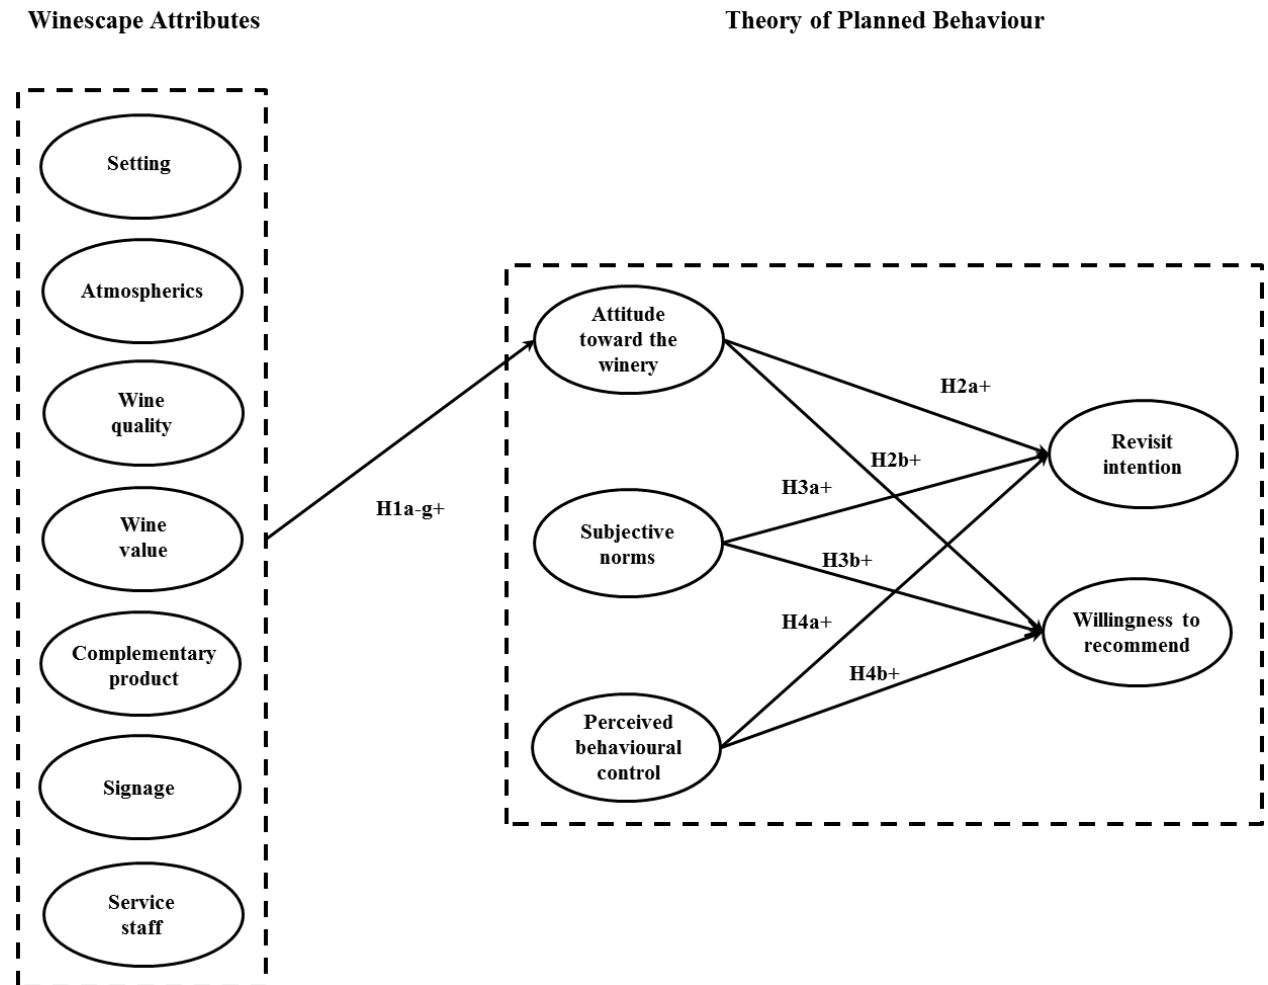 Winescape Attributes
Theory of Planned Behaviour
Setting
Atmospherics
Wine
quality
Wine
value
Complementary
product
Signage
Service
staff
H1a-g+
Attitude
toward the
winery
Subjective
norms
Perceived
behavioural
control
H2a+
H2b+
H3a+
H3b+
H4a+
H4b+
Revisit
intention
Willingness to
recommend